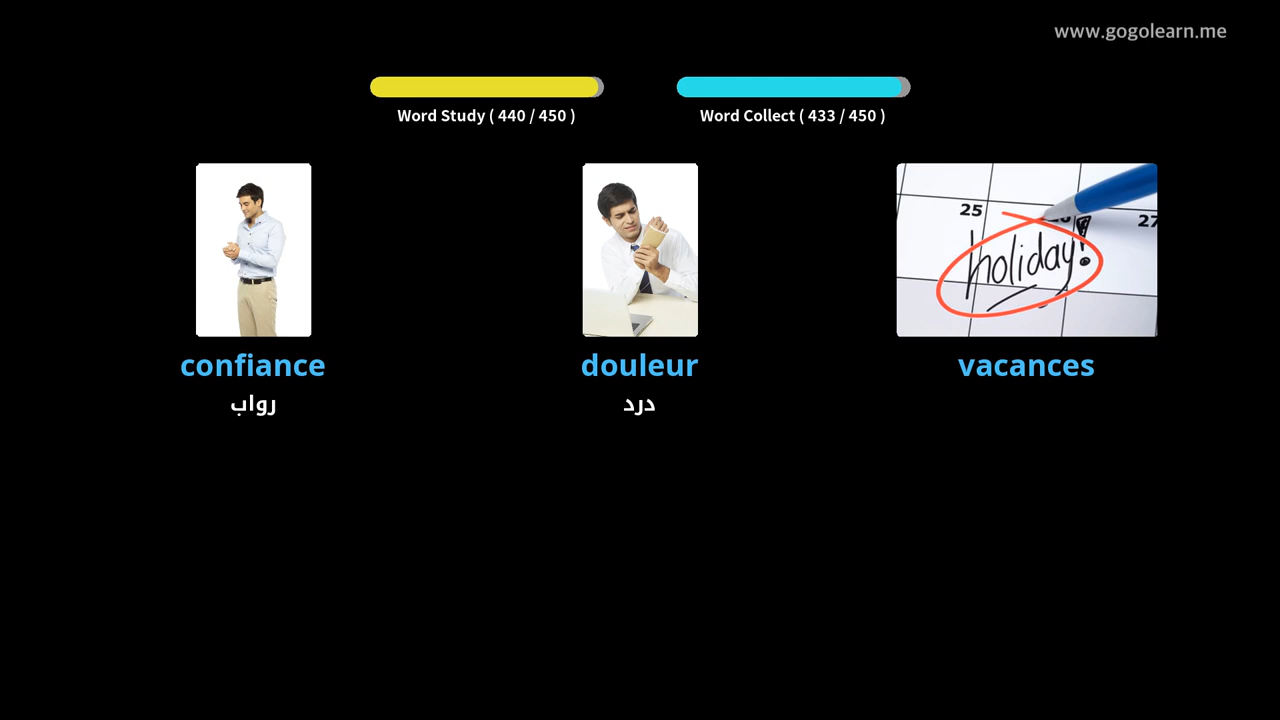 www.gogolearn.me
Word Study ( 440 / 450 )
Word Collect ( 433 / 450 )
25
27
holiday!
confiance
douleur
vacances
رواب
درد